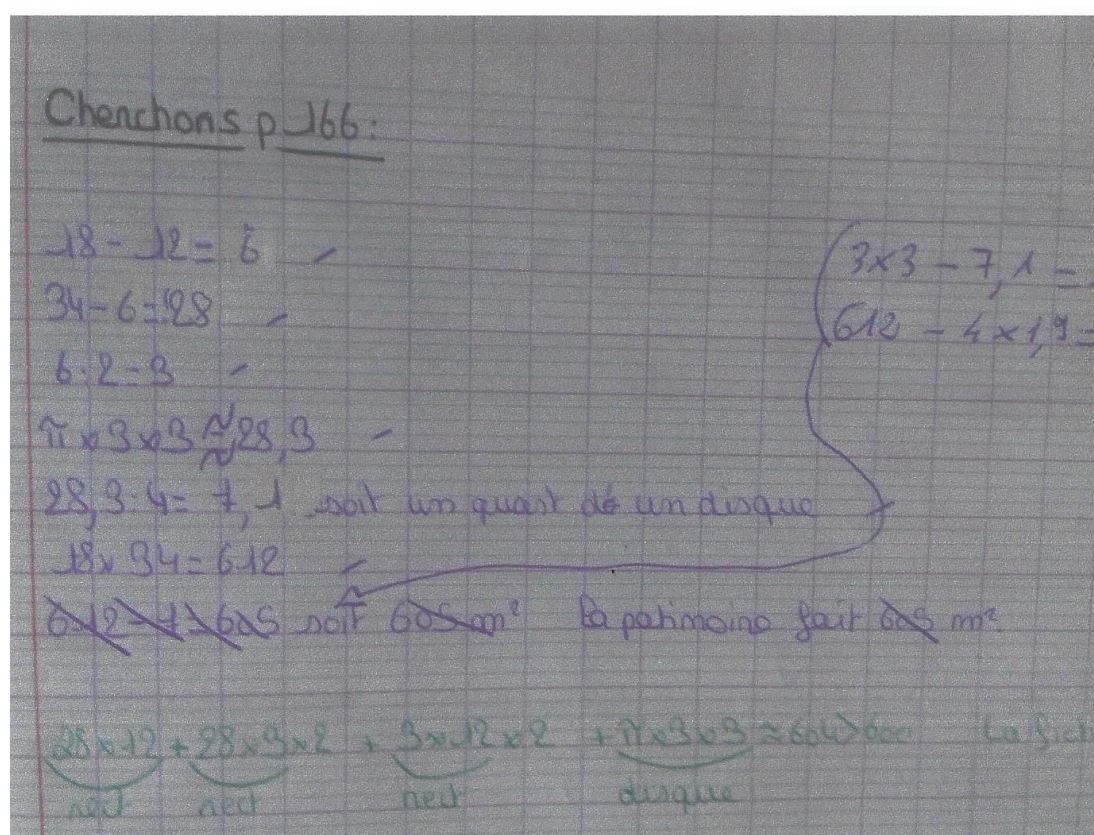 Cherchons p 166:
18 - 12 = 6
34 - 6 = 28
6 : 2 = 3
π × 3 × 3 ≈ 28,3
28,3 : 4 = 7,1 soit un quart de un disque
18 × 34 = 612
(3×3 - 7,1 =
612 - 4 × 1,9 =
612 - 7 = 605 soit 605 m² La patinoire fait 605 m²
28×12 + 28×3×2 + 3×12×2 + π×3×3 ≈ 604 > 600 La
rect rect rect disque